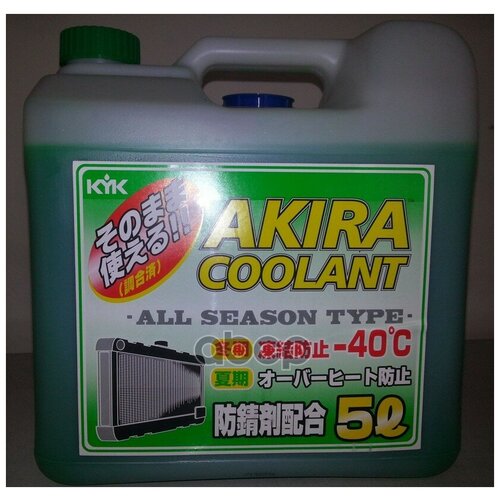 KYK
そのまま
使える!!
(調合済)
AKIRA
COOLANT
-ALL SEASON TYPE-
冬期 凍結防止 -40℃
夏期 オーバーヒート防止
防錆剤配合 5ℓ